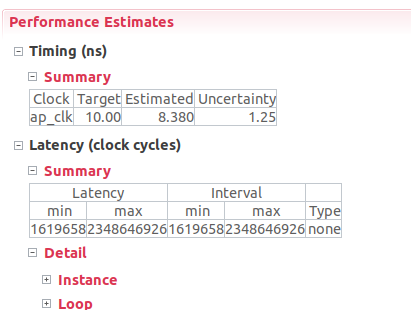 Performance Estimates
Timing (ns)
Summary
Clock Target Estimated Uncertainty
ap_clk 10.00 8.380 1.25
Latency (clock cycles)
Summary
Latency Interval
min max min max Type
1619658 2348646926 1619658 2348646926 none
Detail
Instance
Loop